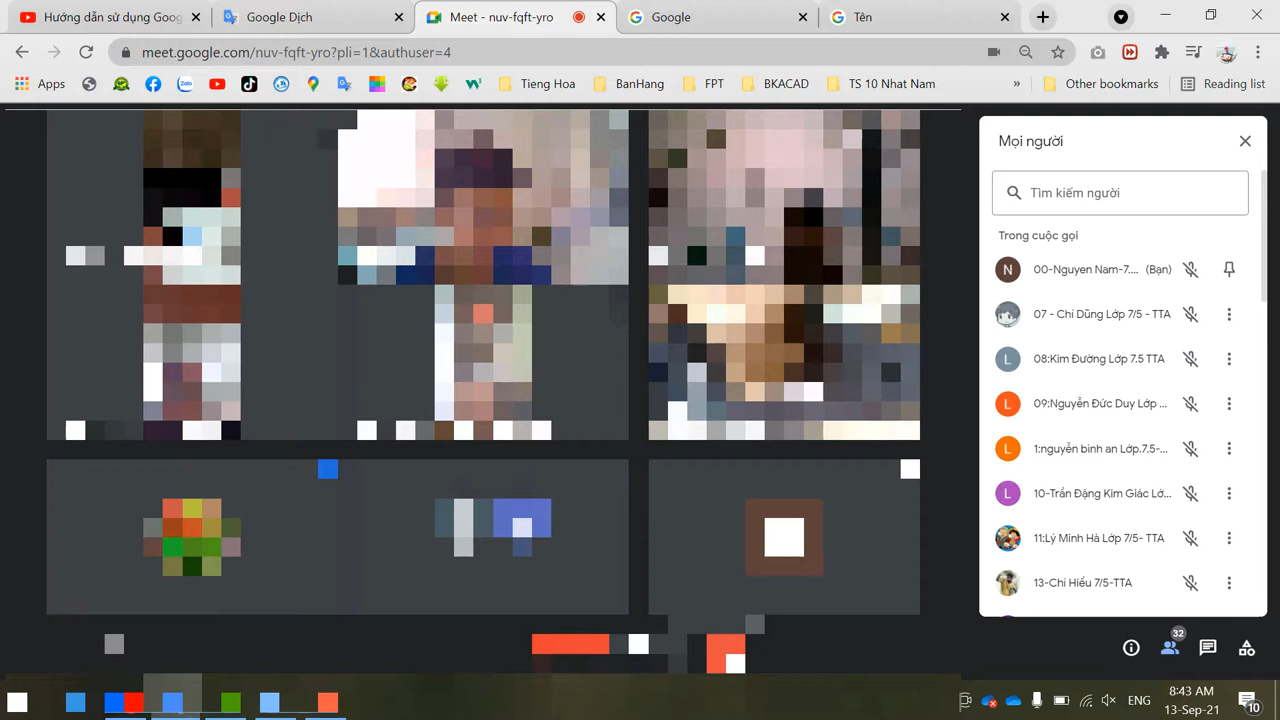 Hướng dẫn sử dụng Goog
Google Dịch
Meet - nuv-fqft-yro
Google
Tên
meet.google.com/nuv-fqft-yro?pli=1&authuser=4
Apps
Zalo
Tieng Hoa
BanHang
FPT
BKACAD
TS 10 Nhat Nam
»
Other bookmarks
Reading list
Mọi người
Tìm kiếm người
Trong cuộc gọi
N 00-Nguyen Nam-7.... (Bạn)
07 - Chí Dũng Lớp 7/5 - TTA
L 08:Kim Đường Lớp 7.5 TTA
L 09:Nguyễn Đức Duy Lớp ...
L 1:nguyễn bình an Lớp.7.5-...
L 10-Trần Đặng Kim Giác Lớ...
11:Lý Minh Hà Lớp 7/5- TTA
13-Chí Hiếu 7/5-TTA
32
ENG
8:43 AM
13-Sep-21
10